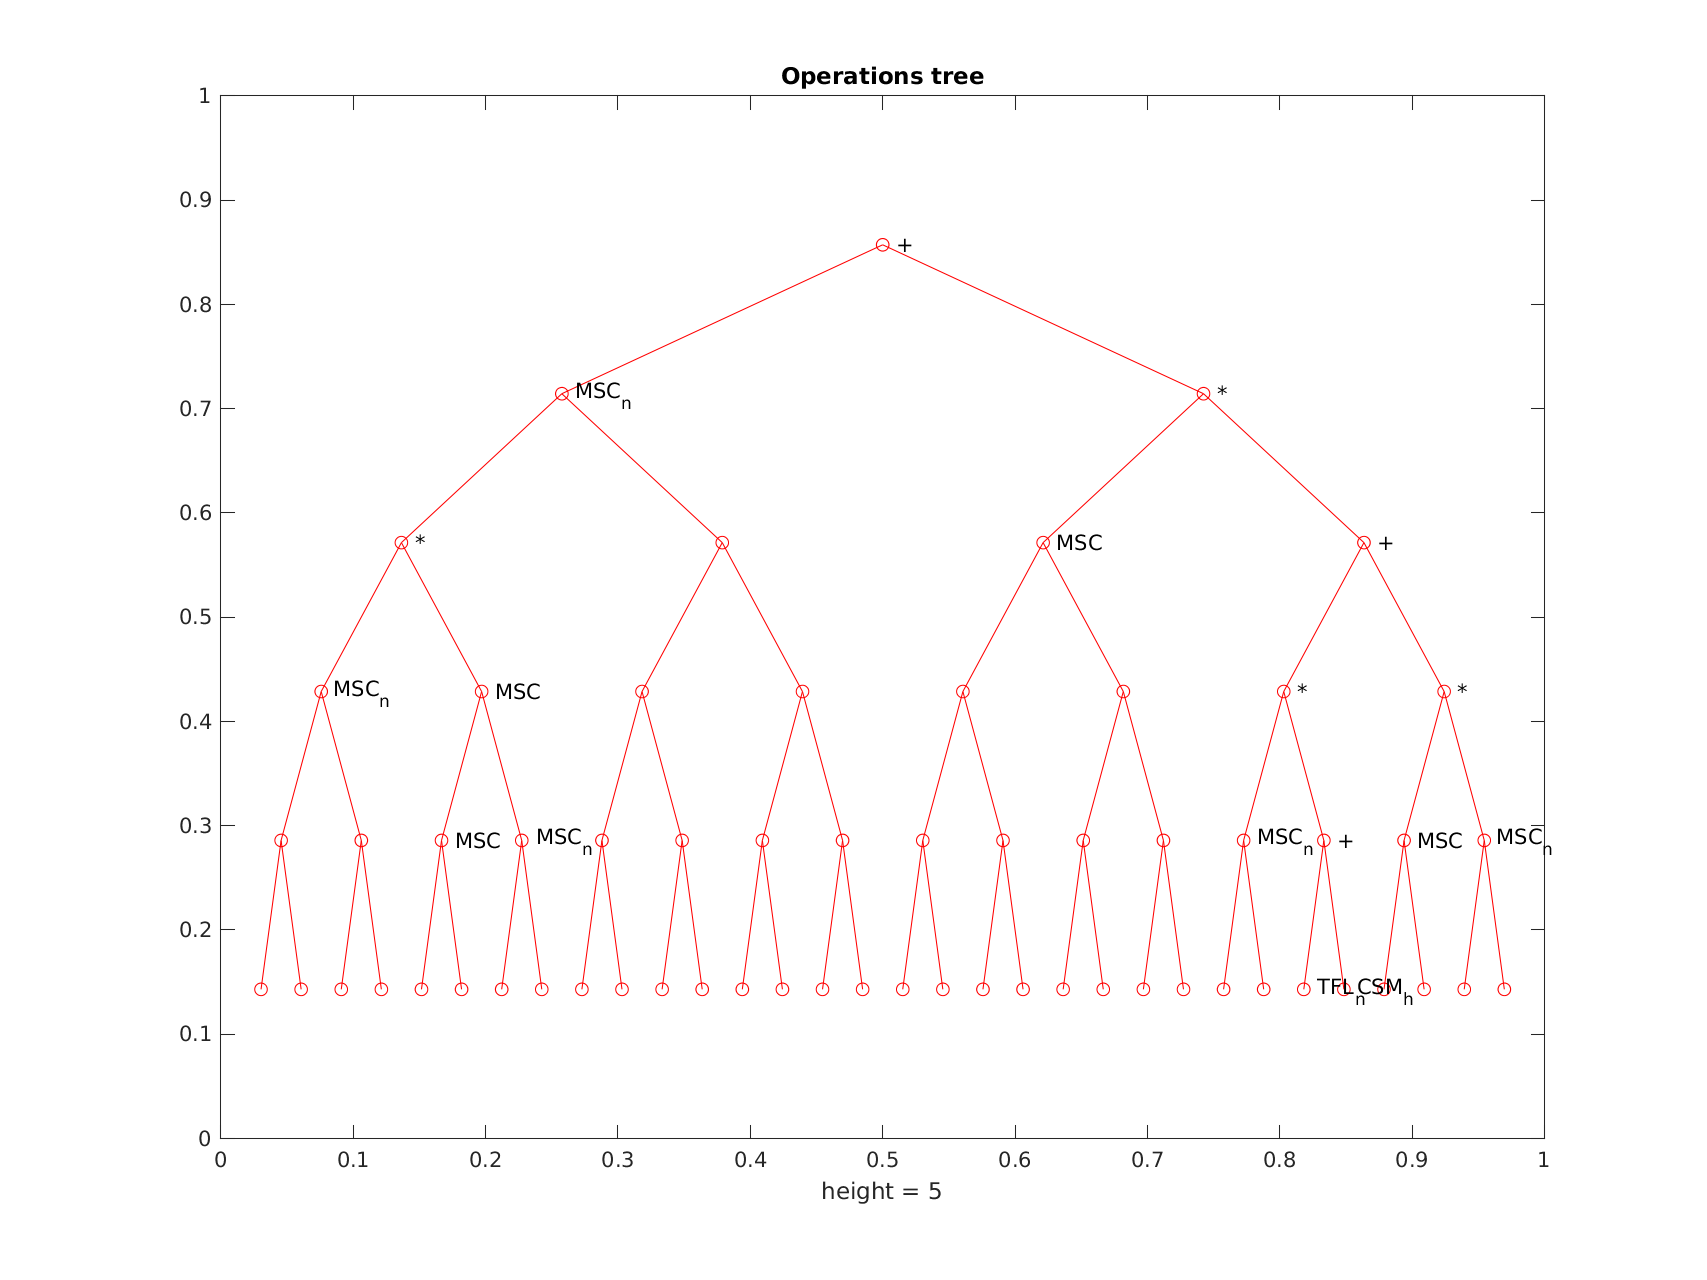 Operations tree
1
0.9
+
0.8
MSCn *
0.7
0.6
* MSC +
0.5
MSCn MSC * *
0.4
0.3
MSC MSCn MSCn + MSC MSCn
0.2
TFLn
0.1
0
0 0.1 0.2 0.3 0.4 0.5 0.6 0.7 0.8 0.9 1
height = 5